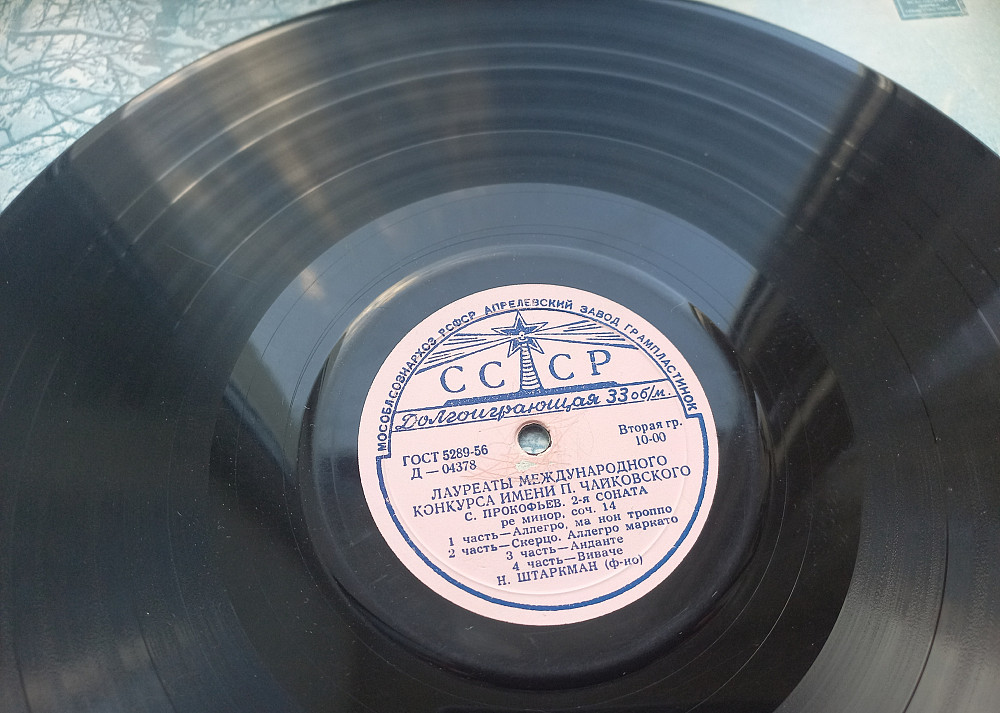 МОСОБЛСОВНАРХОЗ РСФСР АПРЕЛЕВСКИЙ ЗАВОД ГРАМПЛАСТИНОК
СССР
Долгоиграющая 33 об/м.
ГОСТ 5289-56
Д — 04378
Вторая гр.
10-00
ЛАУРЕАТЫ МЕЖДУНАРОДНОГО
КОНКУРСА ИМЕНИ П. ЧАЙКОВСКОГО
С. ПРОКОФЬЕВ. 2-я СОНАТА
ре минор, соч. 14
1 часть—Аллегро, ма нон троппо
2 часть—Скерцо. Аллегро маркато
3 часть—Анданте
4 часть—Виваче
Н. ШТАРКМАН (ф-но)